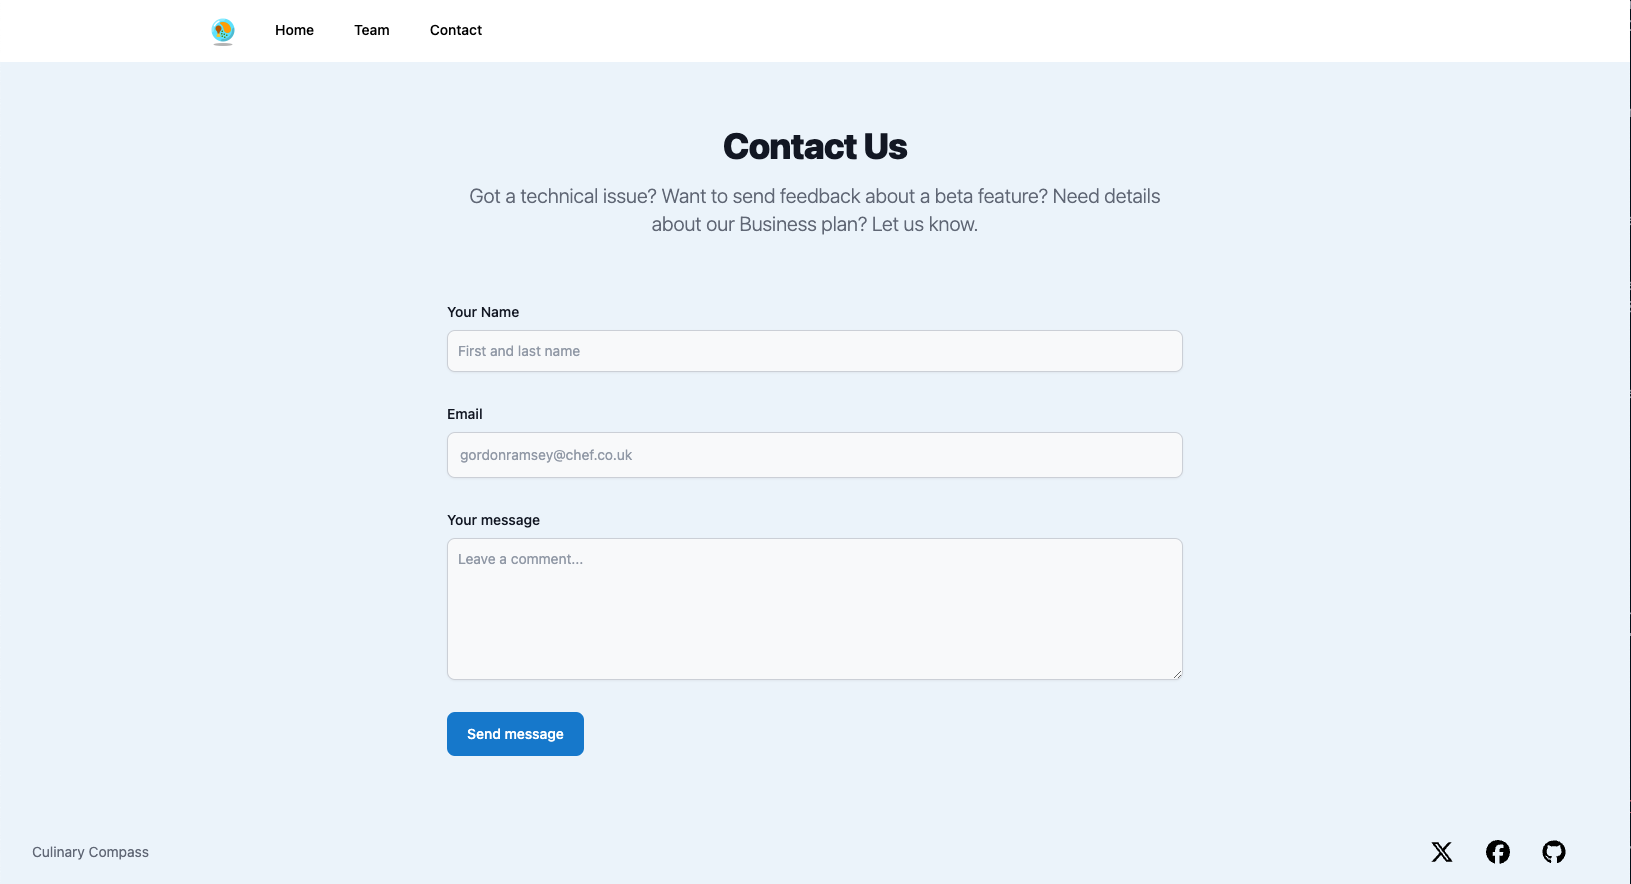 Home Team Contact
Contact Us
Got a technical issue? Want to send feedback about a beta feature? Need details
about our Business plan? Let us know.
Your Name
First and last name
Email
gordonramsey@chef.co.uk
Your message
Leave a comment...
Send message
Culinary Compass